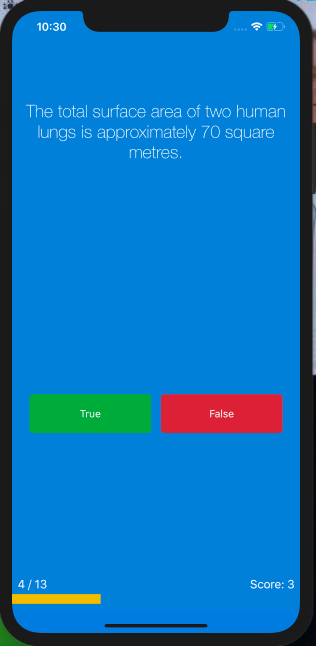 10:30
The total surface area of two human
lungs is approximately 70 square
metres.
True
False
4 / 13
Score: 3